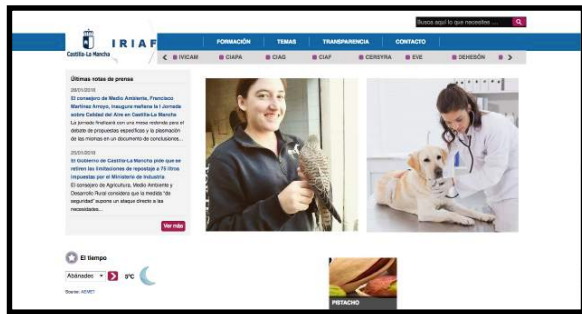 Busca aquí lo que necesites ...
Castilla-La Mancha
IRIAF
FORMACIÓN TEMAS TRANSPARENCIA CONTACTO
IVICAM CIAPA CIAG CIAF CERSYRA EVE DEHESÓN
Últimas notas de prensa
El consejero de Medio Ambiente, Francisco
Martínez Arroyo, inaugura mañana la I Jornada
sobre Calidad del Aire en Castilla-La Mancha
La jornada finalizará con una mesa redonda para el
debate de propuestas específicas y la plasmación
de las mismas en un documento de conclusiones...
El Gobierno de Castilla-La Mancha pide que se
retiren las limitaciones de repostaje a 75 litros
impuestas por el Ministerio de Industria
El consejero de Agricultura, Medio Ambiente y
Desarrollo Rural considera que la medida "de
seguridad" supone un ataque directo a las
necesidades...
Ver más
El tiempo
Abánades
5ºC
Source: AEMET
PISTACHO